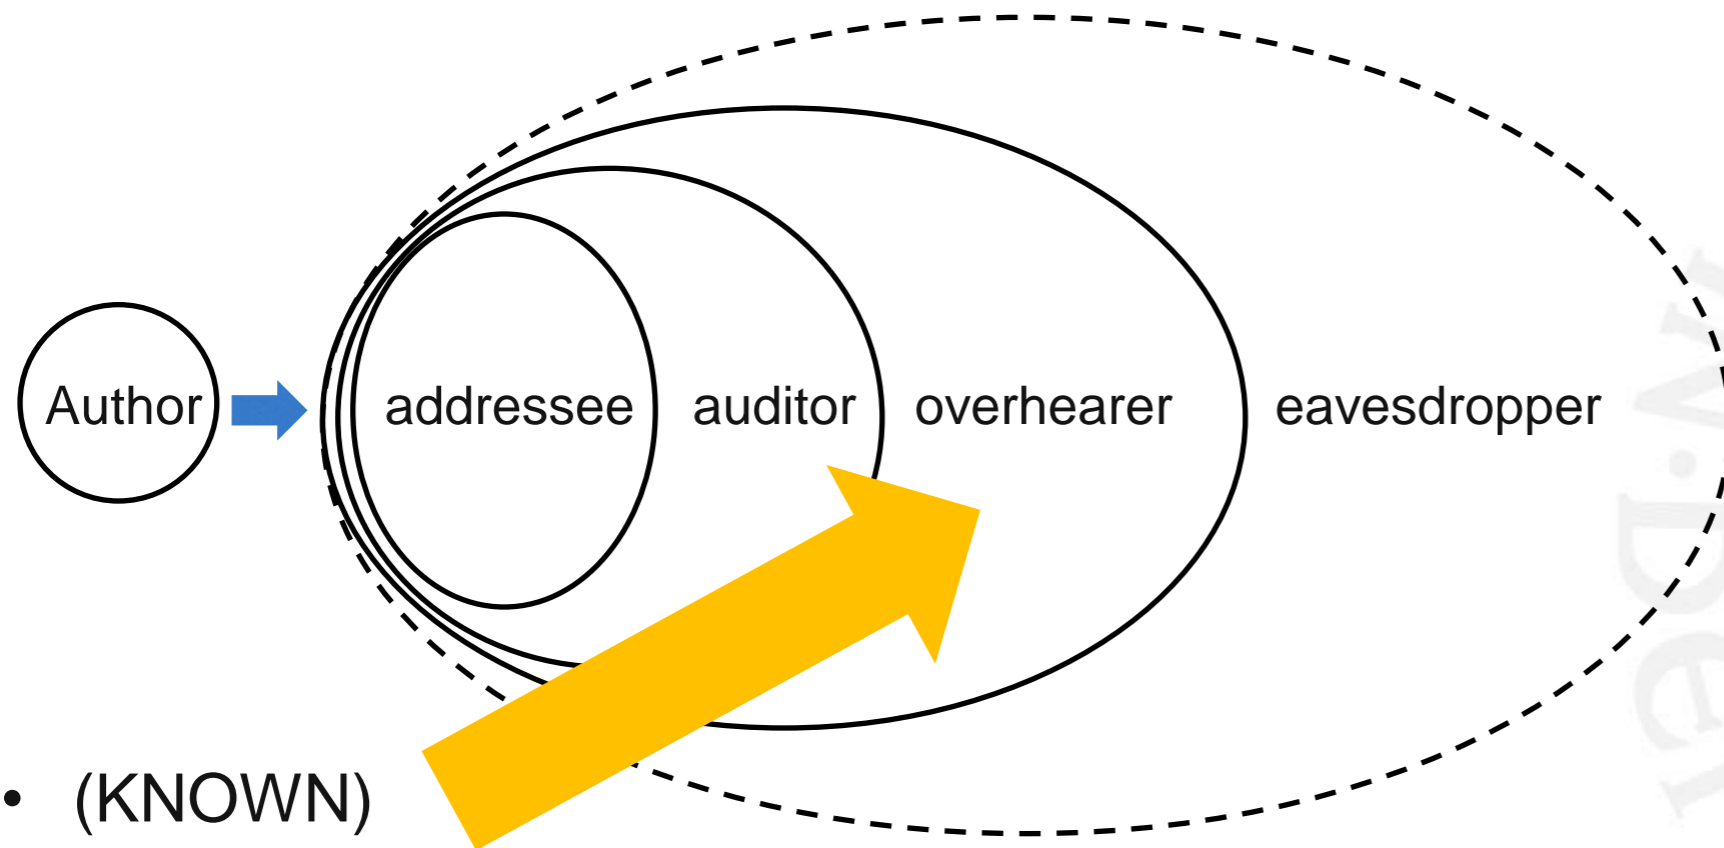 Author addressee auditor overhearer eavesdropper
• (KNOWN)